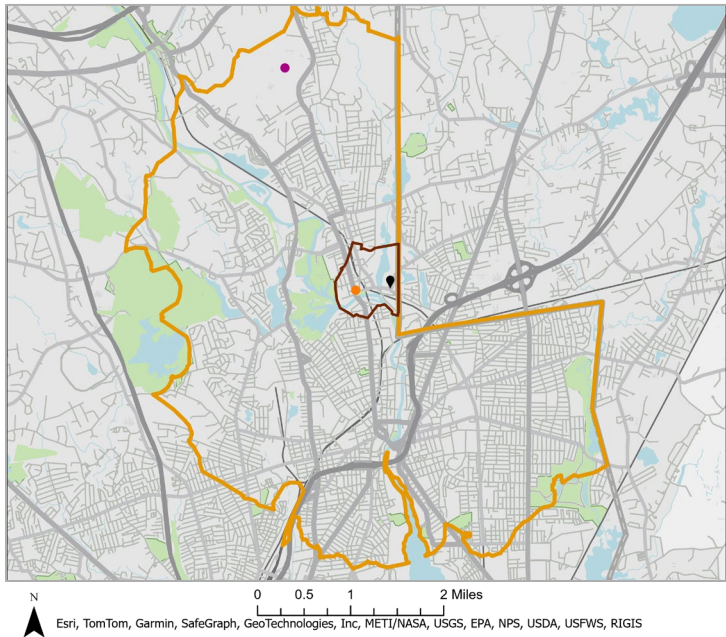 0 0.5 1 2 Miles
N
Esri, TomTom, Garmin, SafeGraph, GeoTechnologies, Inc, METI/NASA, USGS, EPA, NPS, USDA, USFWS, RIGIS